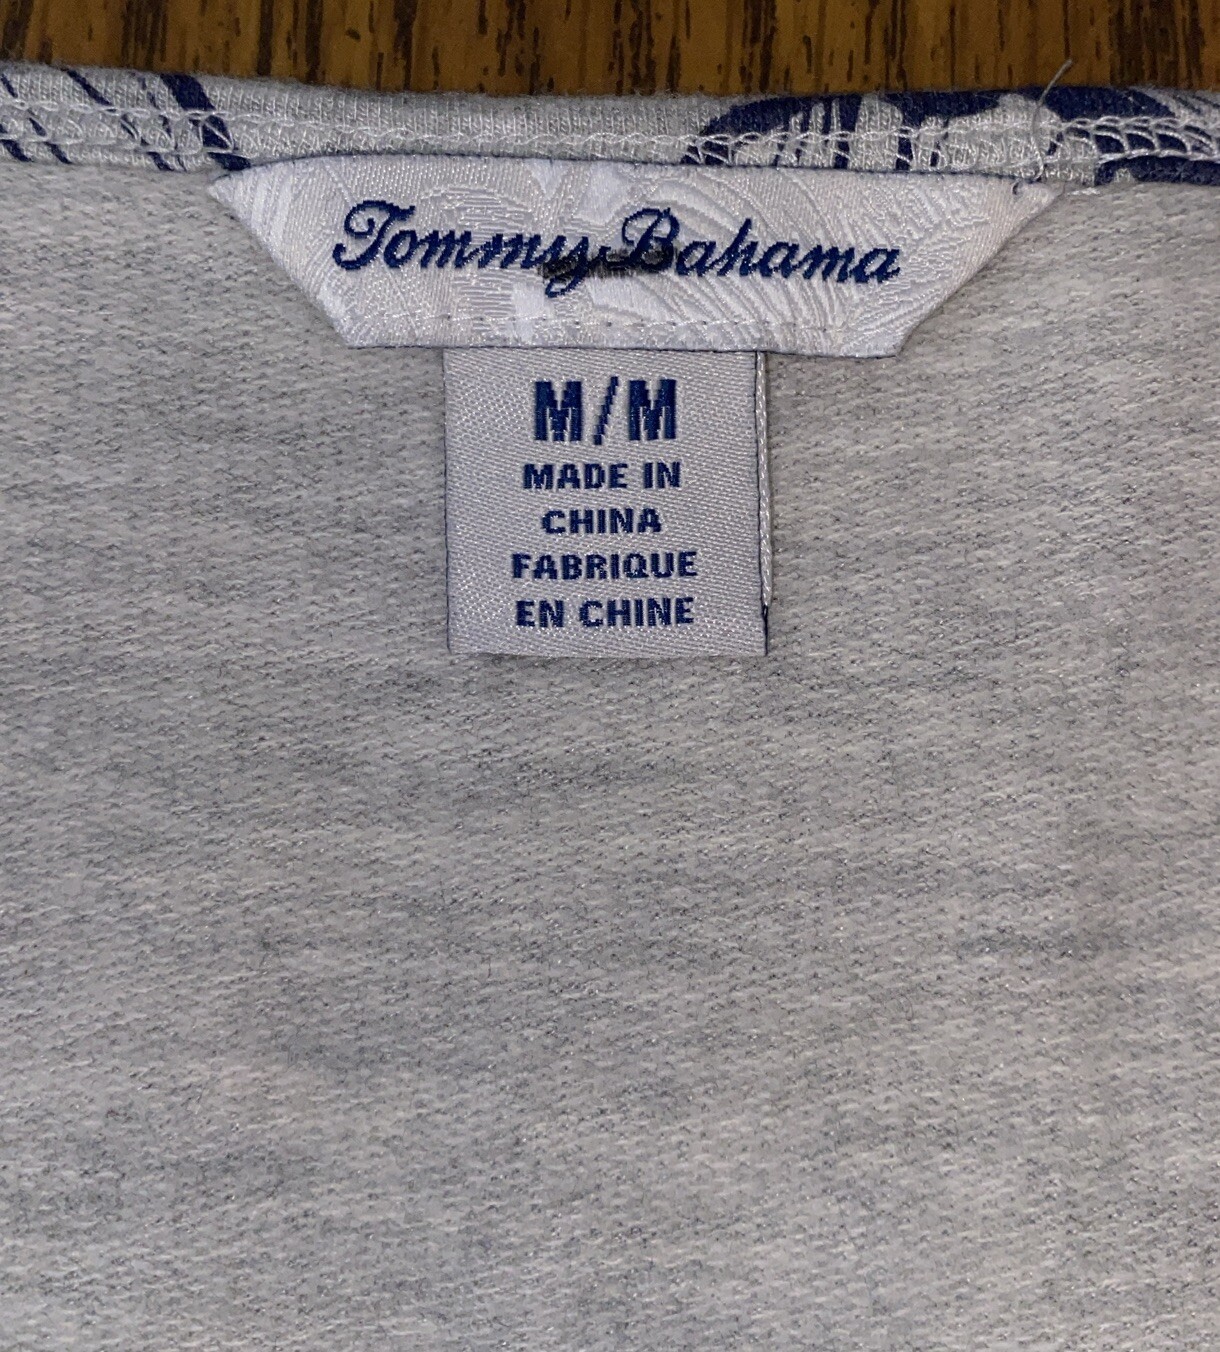 Tommy Bahama
M/M
MADE IN
CHINA
FABRIQUE
EN CHINE